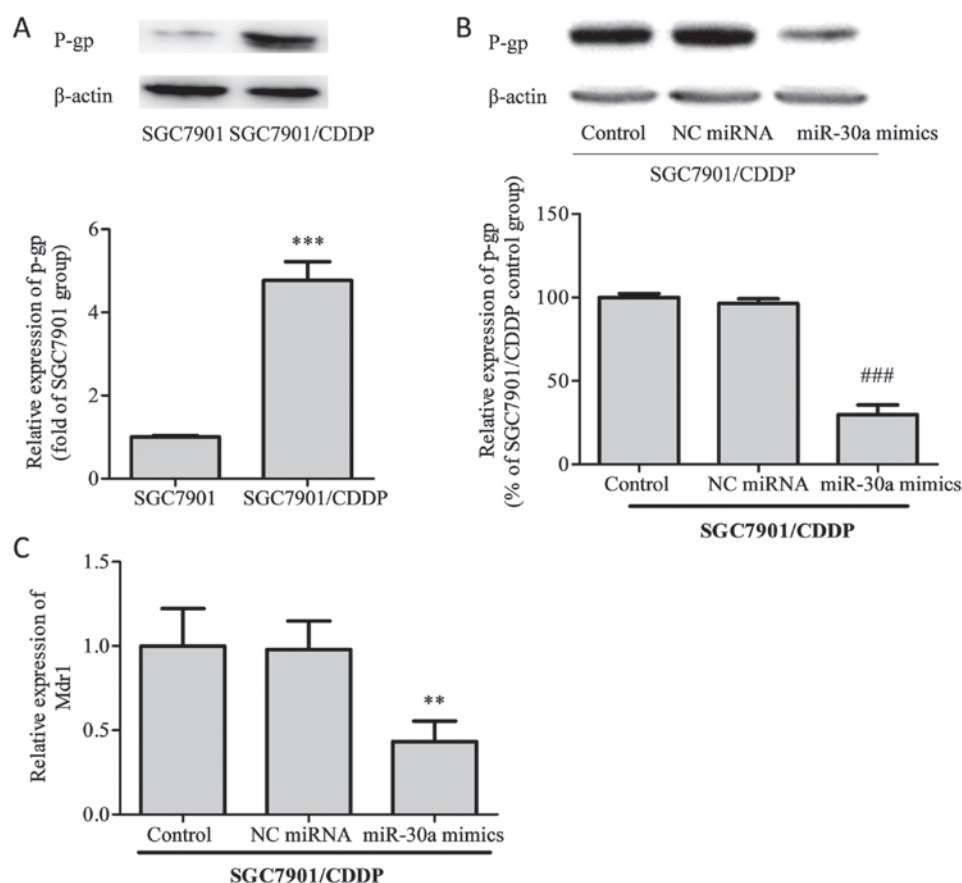 A
P-gp
β-actin
SGC7901 SGC7901/CDDP
Relative expression of p-gp
(fold of SGC7901 group)
6
4
2
0
***
SGC7901
SGC7901/CDDP
B
P-gp
β-actin
Control NC miRNA miR-30a mimics
SGC7901/CDDP
Relative expression of p-gp
(% of SGC7901/CDDP control group)
150
100
50
0
###
Control
NC miRNA
miR-30a mimics
SGC7901/CDDP
C
Relative expression of
Mdr1
1.5
1.0
0.5
0.0
**
Control
NC miRNA
miR-30a mimics
SGC7901/CDDP